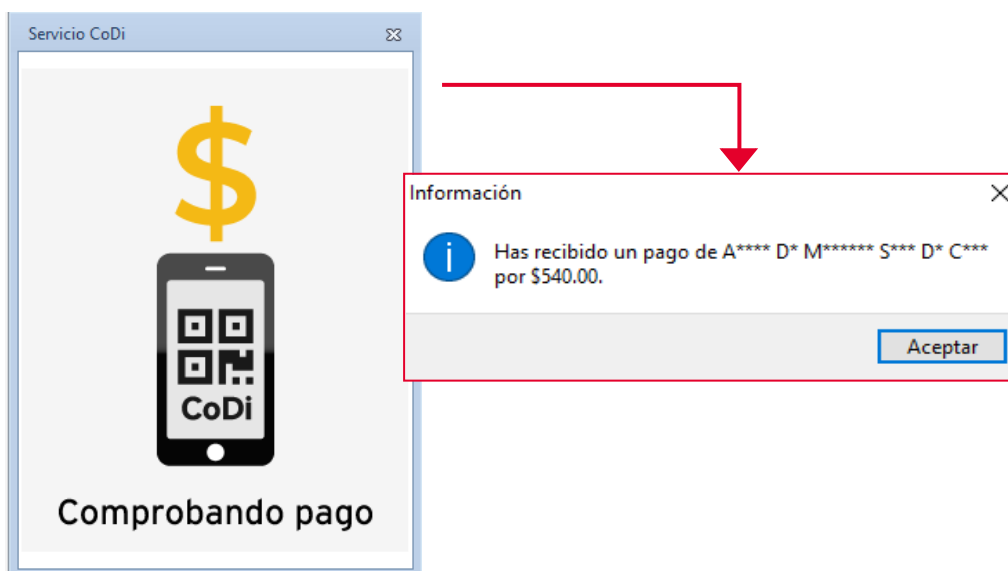 Servicio CoDi
$
CoDi
Comprobando pago
Información
Has recibido un pago de A**** D* M****** S*** D* C***
por $540.00.
Aceptar